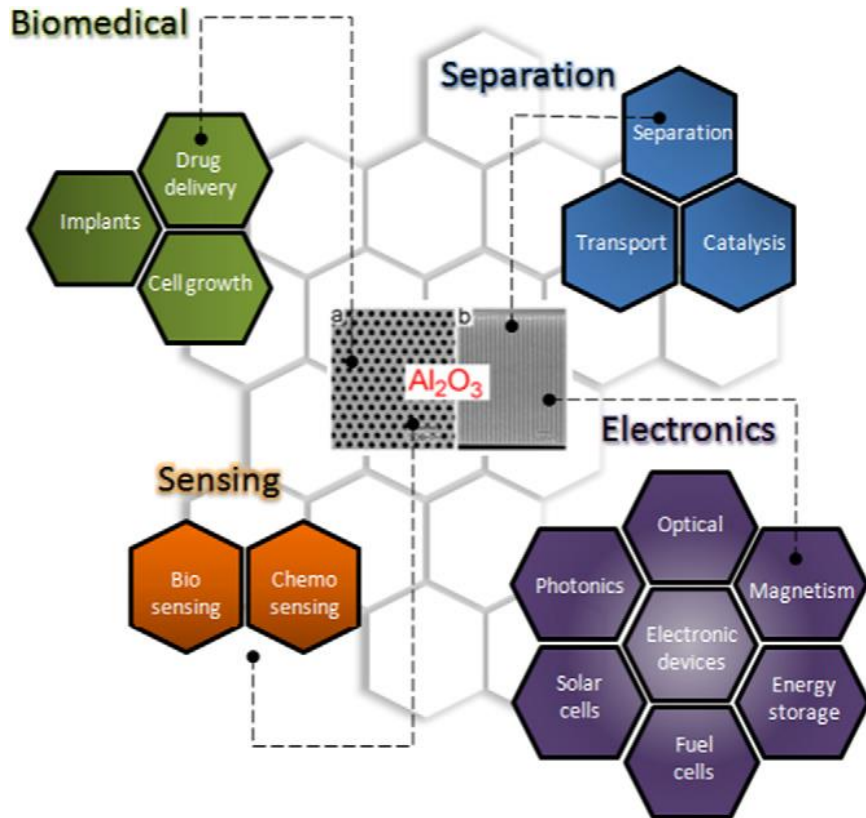 Biomedical
Drug
delivery
Implants
Cell growth
Separation
Separation
Transport
Catalysis
a
b
Al₂O₃
Sensing
Bio
sensing
Chemo
sensing
Electronics
Optical
Photonics
Magnetism
Electronic
devices
Solar
cells
Energy
storage
Fuel
cells